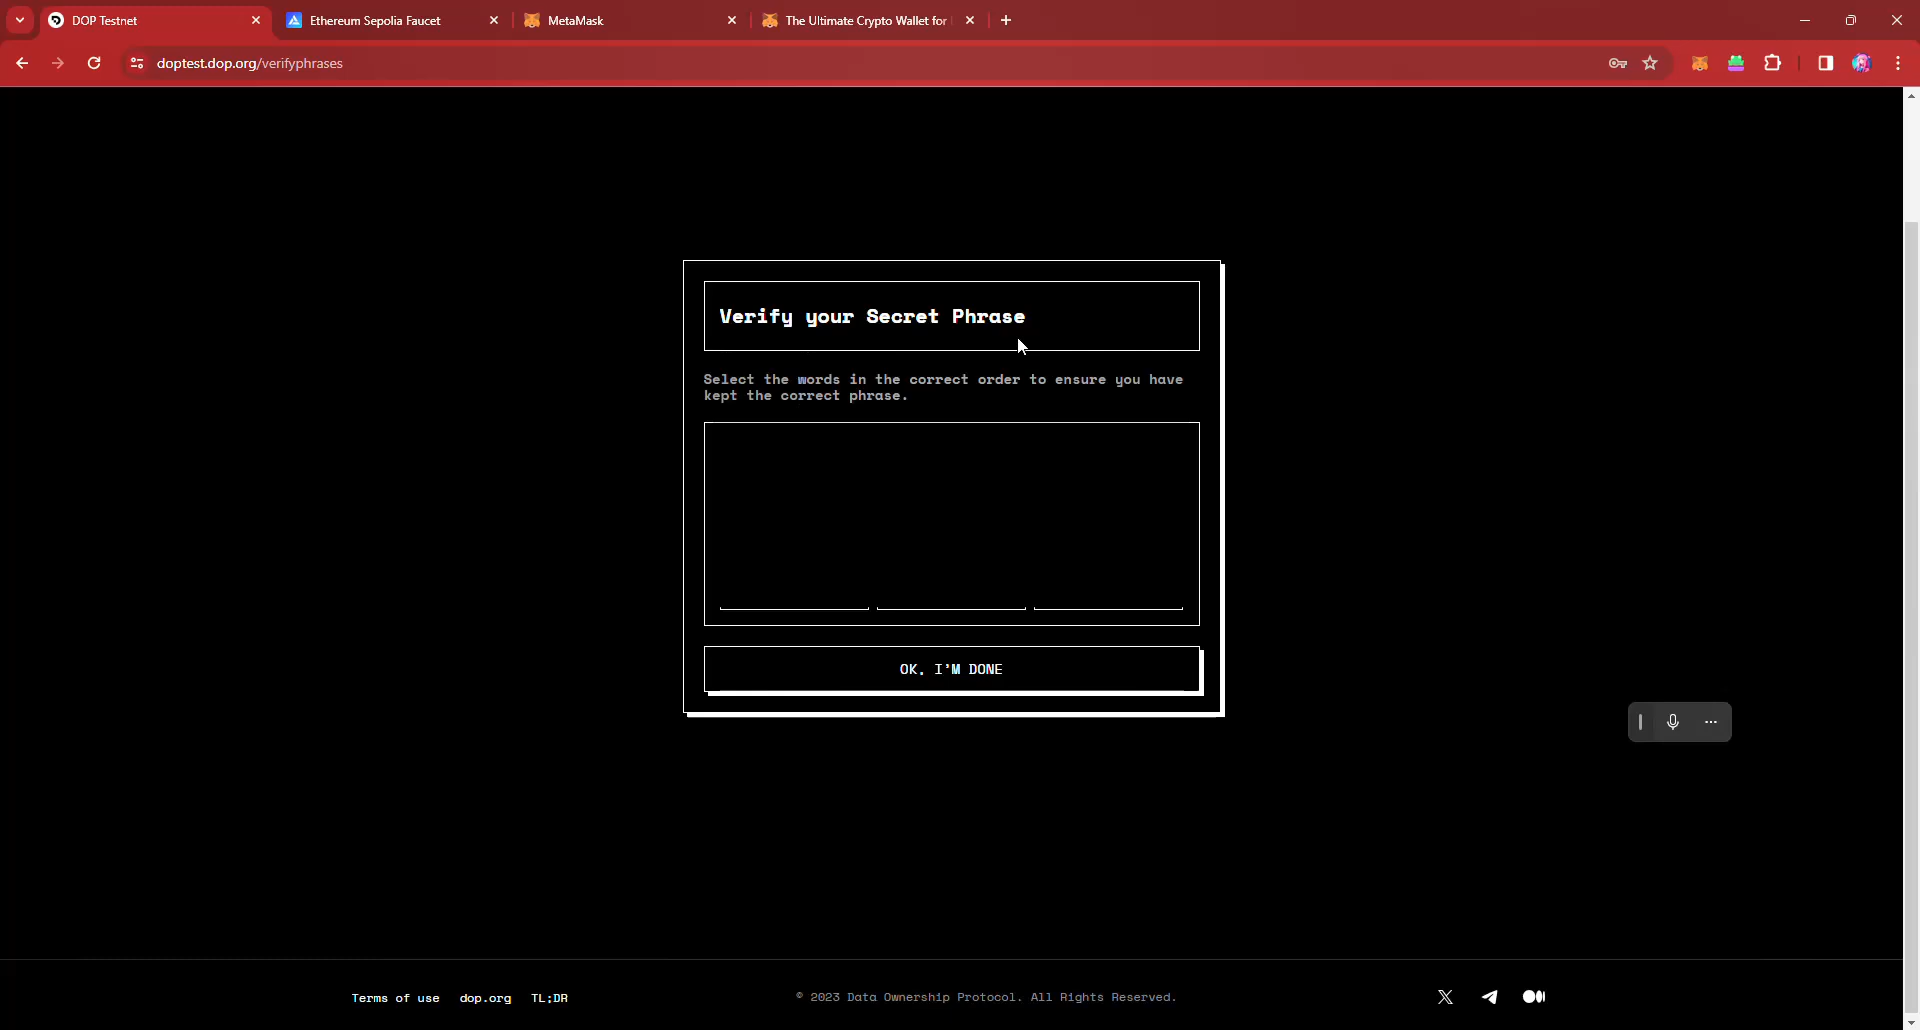 DOP Testnet
Ethereum Sepolia Faucet
MetaMask
The Ultimate Crypto Wallet for
doptest.dop.org/verifyphrases
Verify your Secret Phrase
Select the words in the correct order to ensure you have
kept the correct phrase.
OK, I'M DONE
Terms of use dop.org TL;DR
© 2023 Data Ownership Protocol. All Rights Reserved.